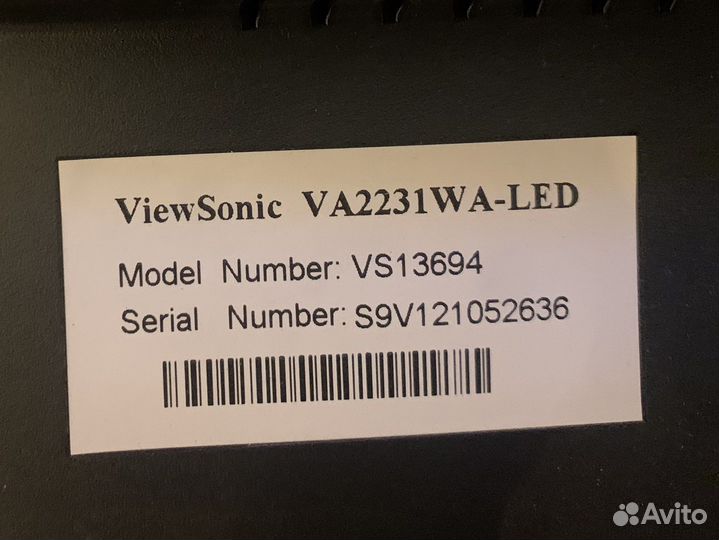 ViewSonic VA2231WA-LED
Model Number: VS13694
Serial Number: S9V121052636
Avito